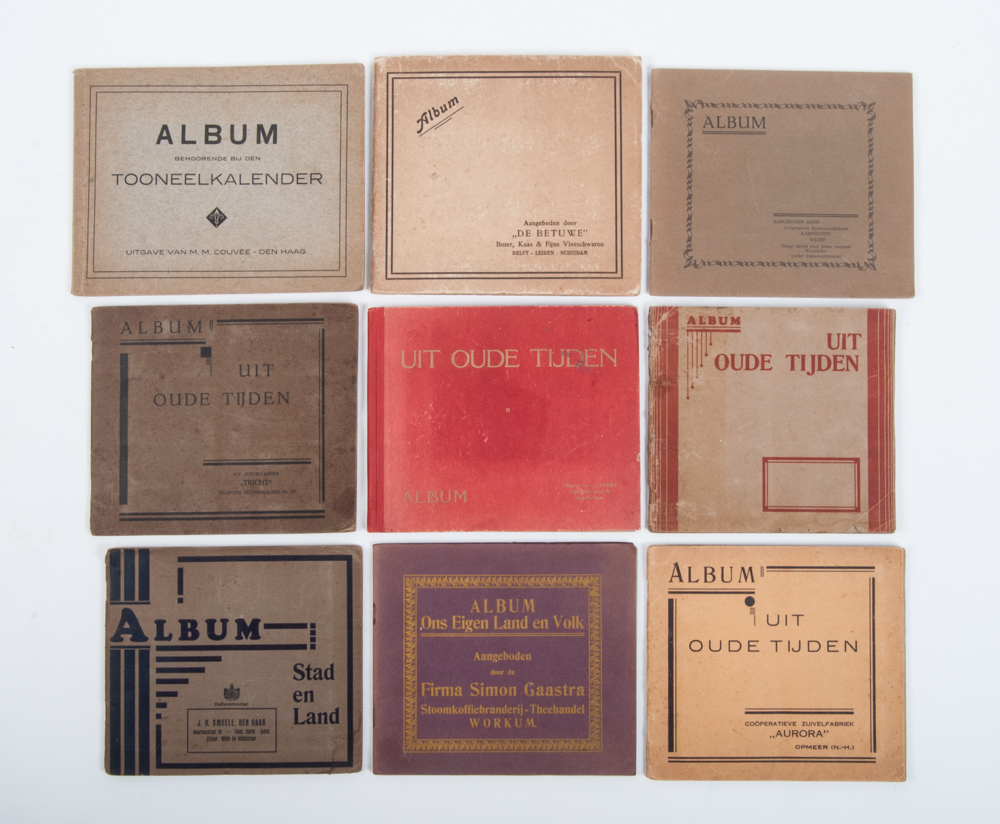 ALBUM
BEHOORENDE BIJ DEN
TOONEELKALENDER
UITGAVE VAN M. M. COUVÉE - DEN HAAG
Album
Aangeboden door
„DE BETUWE"
Boter, Kaas & Fijne Vleeschwaren
DELFT - LEIDEN - SCHIEDAM
ALBUM
AANGEBODEN DOOR
ALBUM
UIT
OUDE TIJDEN
„TRICHT"
UIT OUDE TIJDEN
ALBUM
ALBUM
UIT
OUDE TIJDEN
ALBUM
Stad
en
Land
Hofleverancier
J. H. SMEELE, DEN HAAG
ALBUM
Ons Eigen Land en Volk
Aangeboden
door de
Firma Simon Gaastra
Stoomkoffiebranderij - Theehandel
WORKUM.
ALBUM
UIT
OUDE TIJDEN
COÖPERATIEVE ZUIVELFABRIEK
„AURORA"
OPMEER (N.-H.)